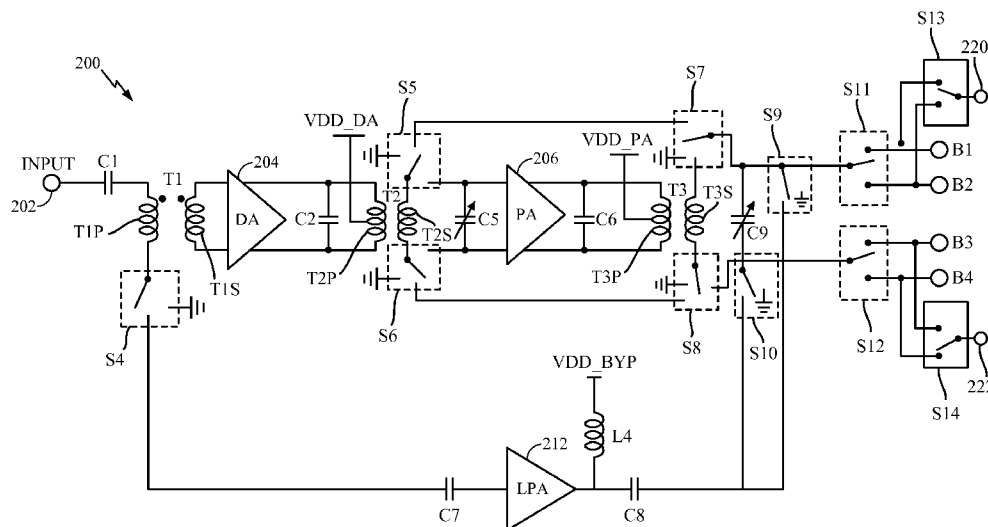 200
INPUT
202
C1
T1
T1P
T1S
S4
204
DA
C2
VDD_DA
T2
T2P
T2S
S5
S6
C5
206
PA
C6
VDD_PA
T3
T3P
T3S
S7
S8
C9
S9
S10
S11
S12
S13
220
B1
B2
B3
B4
S14
C7
212
LPA
VDD_BYP
L4
C8